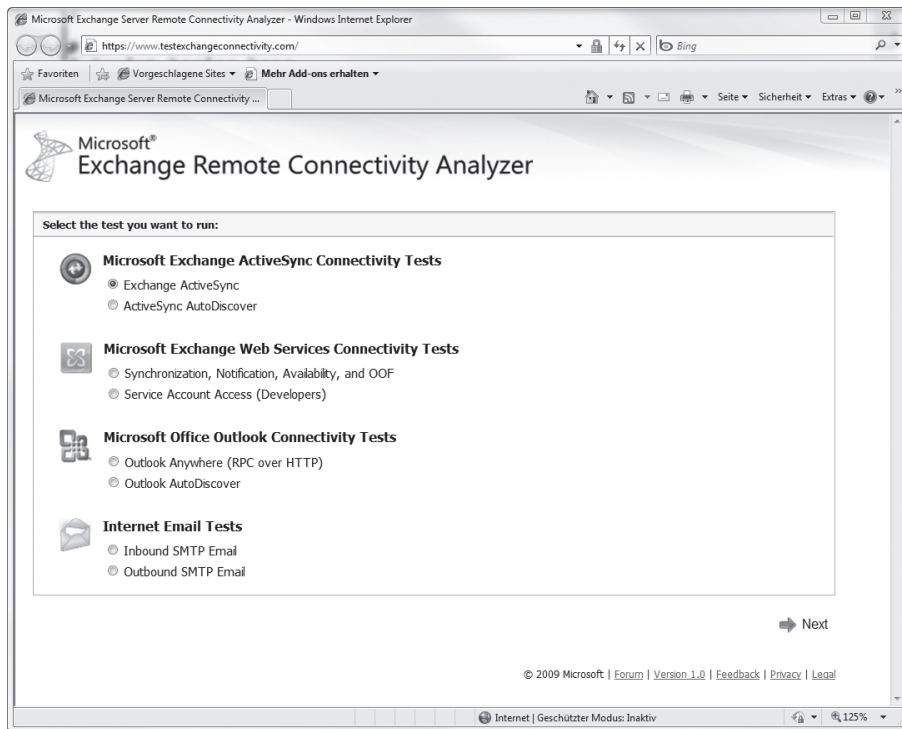 Microsoft Exchange Server Remote Connectivity Analyzer - Windows Internet Explorer
https://www.testexchangeconnectivity.com/
Bing
Favoriten
Vorgeschlagene Sites
Mehr Add-ons erhalten
Microsoft Exchange Server Remote Connectivity ...
Seite
Sicherheit
Extras
Microsoft®
Exchange Remote Connectivity Analyzer
Select the test you want to run:
Microsoft Exchange ActiveSync Connectivity Tests
Exchange ActiveSync
ActiveSync AutoDiscover
Microsoft Exchange Web Services Connectivity Tests
Synchronization, Notification, Availability, and OOF
Service Account Access (Developers)
Microsoft Office Outlook Connectivity Tests
Outlook Anywhere (RPC over HTTP)
Outlook AutoDiscover
Internet Email Tests
Inbound SMTP Email
Outbound SMTP Email
Next
© 2009 Microsoft | Forum | Version 1.0 | Feedback | Privacy | Legal
Internet | Geschützter Modus: Inaktiv
125%